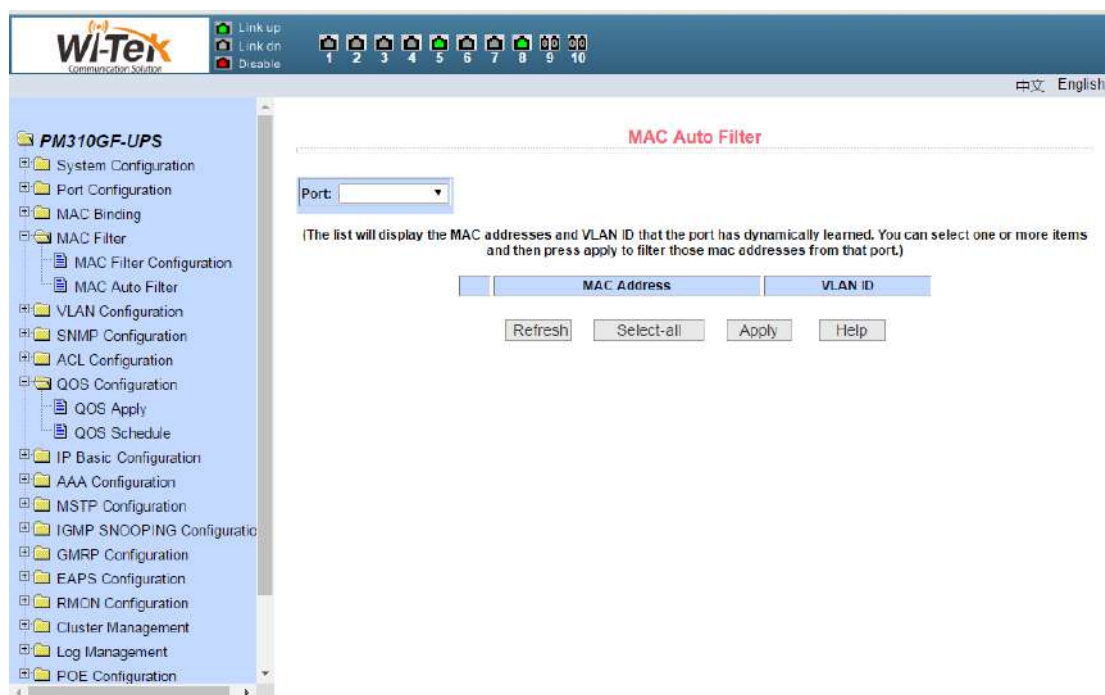 Wi-Tek
Communication Solution
Link up
Link dn
Disable
1 2 3 4 5 6 7 8 9 10
中文 English
PM310GF-UPS
System Configuration
Port Configuration
MAC Binding
MAC Filter
MAC Filter Configuration
MAC Auto Filter
VLAN Configuration
SNMP Configuration
ACL Configuration
QOS Configuration
QOS Apply
QOS Schedule
IP Basic Configuration
AAA Configuration
MSTP Configuration
IGMP SNOOPING Configuratio
GMRP Configuration
EAPS Configuration
RMON Configuration
Cluster Management
Log Management
POE Configuration
MAC Auto Filter
Port:
(The list will display the MAC addresses and VLAN ID that the port has dynamically learned. You can select one or more items
and then press apply to filter those mac addresses from that port.)
MAC Address VLAN ID
Refresh Select-all Apply Help